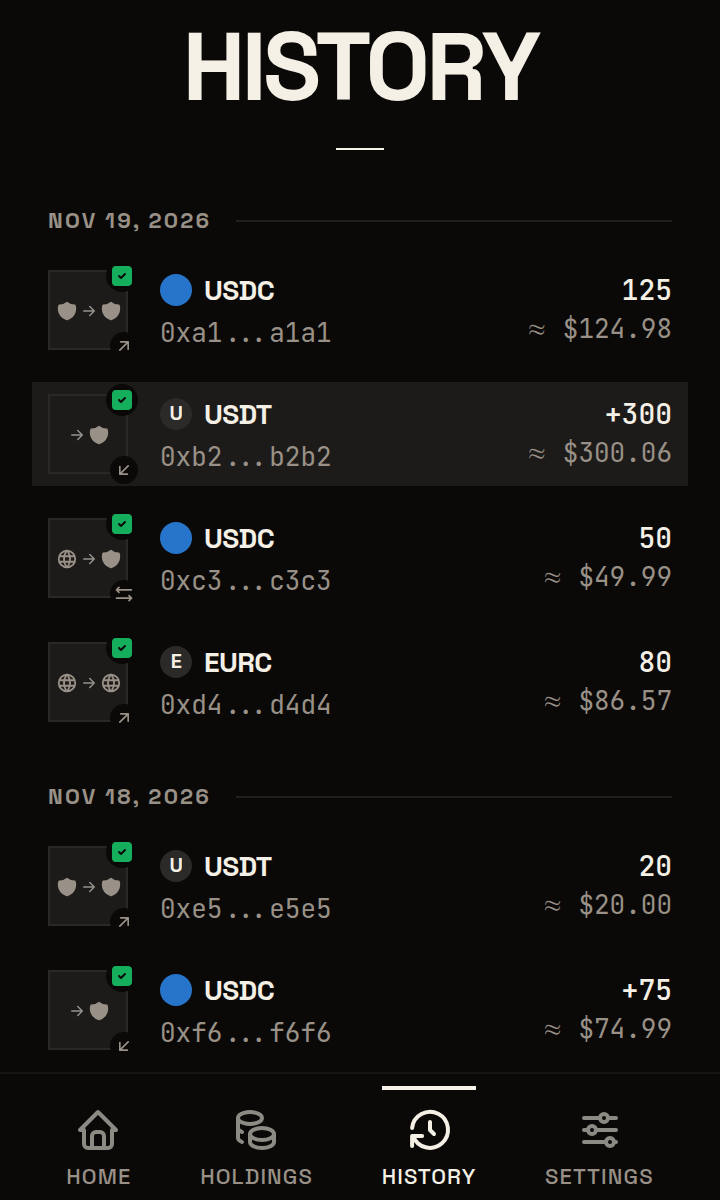 HISTORY
NOV 19, 2026
USDC 125
0xa1...a1a1 ≈ $124.98
U USDT +300
0xb2...b2b2 ≈ $300.06
USDC 50
0xc3...c3c3 ≈ $49.99
E EURC 80
0xd4...d4d4 ≈ $86.57
NOV 18, 2026
U USDT 20
0xe5...e5e5 ≈ $20.00
USDC +75
0xf6...f6f6 ≈ $74.99
HOME HOLDINGS HISTORY SETTINGS